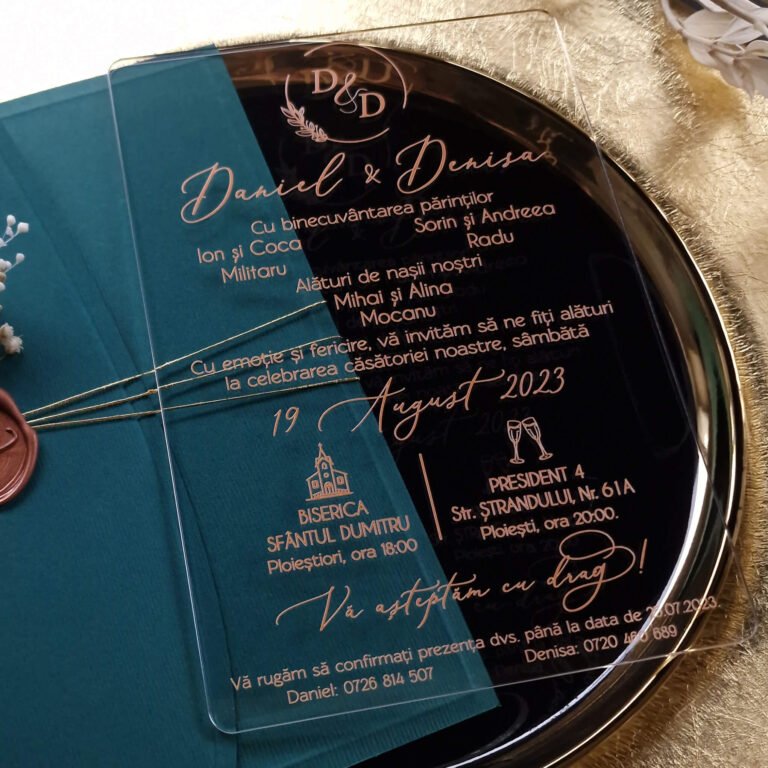 D&D
Daniel & Denisa
Cu binecuvântarea părinților
Ion și Coca Sorin și Andreea
Militaru Radu
Alături de nașii noștri
Mihai și Alina
Mocanu
Cu emoție și fericire, vă invităm să ne fiți alături
la celebrarea căsătoriei noastre, sâmbătă
19 August 2023
BISERICA
SFÂNTUL DUMITRU
Ploieștiori, ora 18:00
PRESIDENT 4
Str. ȘTRANDULUI, Nr. 61A
Ploiești, ora 20:00.
Vă așteptăm cu drag!
Vă rugăm să confirmați prezența dvs. până la data de
Daniel: 0726 814 507 Denisa: 0720 689